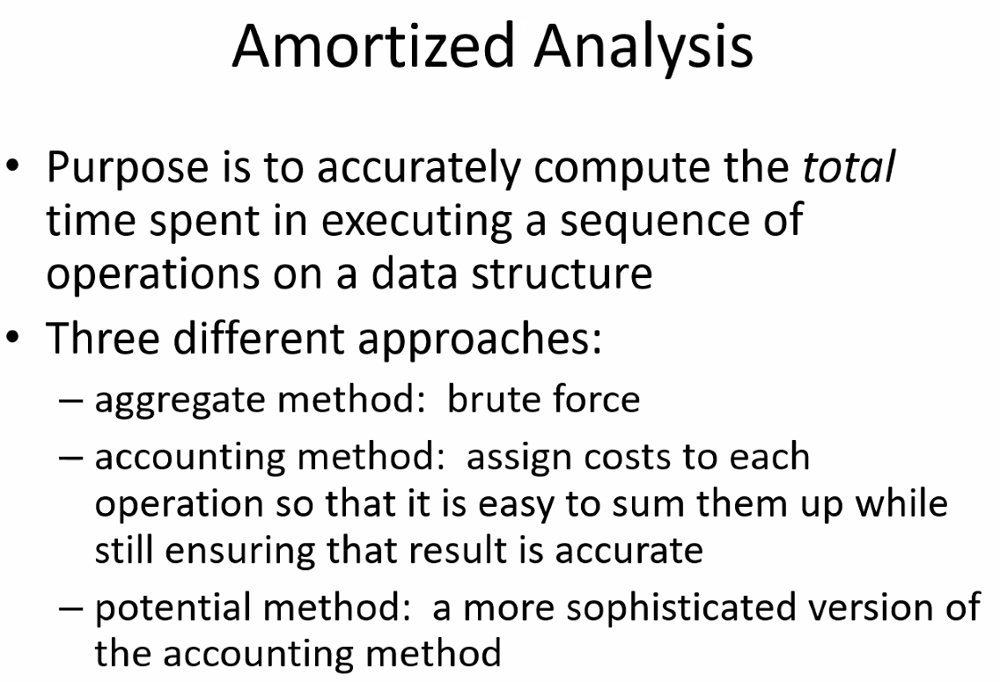 Amortized Analysis
• Purpose is to accurately compute the total
time spent in executing a sequence of
operations on a data structure
• Three different approaches:
– aggregate method:  brute force
– accounting method:  assign costs to each
operation so that it is easy to sum them up while
still ensuring that result is accurate
– potential method:  a more sophisticated version of
the accounting method